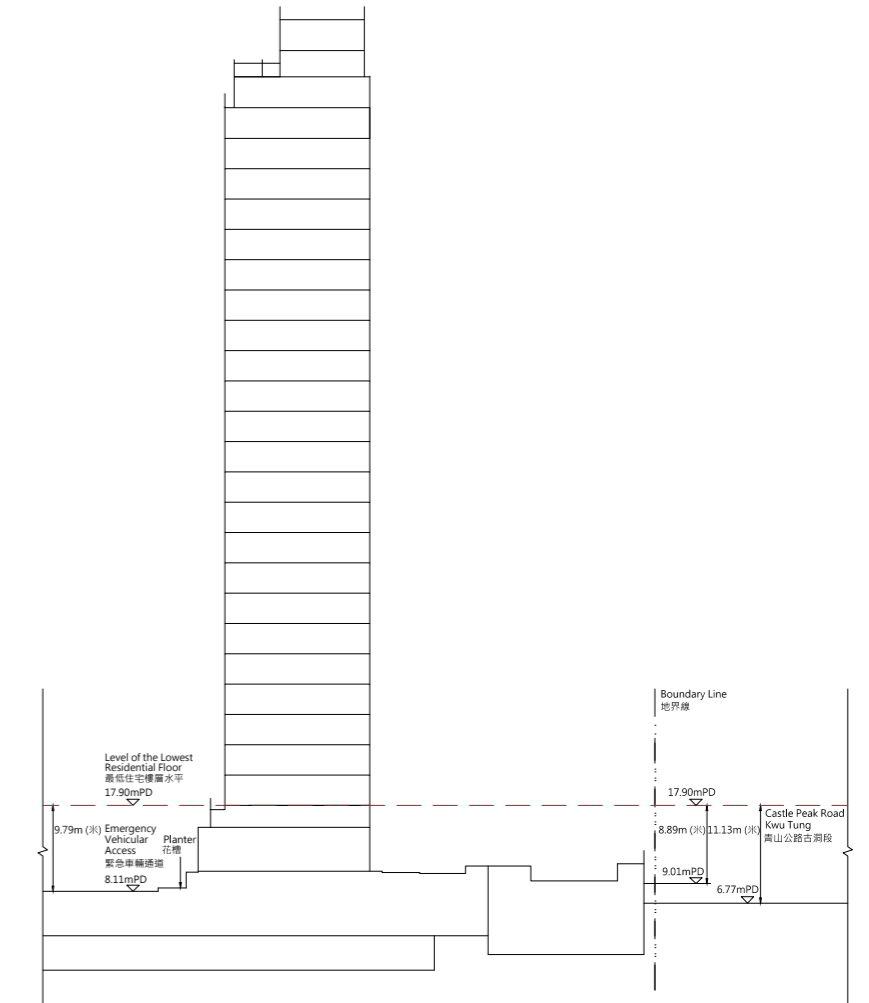 Boundary Line
地界線
Level of the Lowest
Residential Floor
最低住宅樓層水平
17.90mPD
17.90mPD
9.79m (米)
Emergency
Vehicular
Access
緊急車輛通道
8.11mPD
Planter
花槽
8.89m (米)
11.13m (米)
Castle Peak Road
Kwu Tung
青山公路古洞段
9.01mPD
6.77mPD